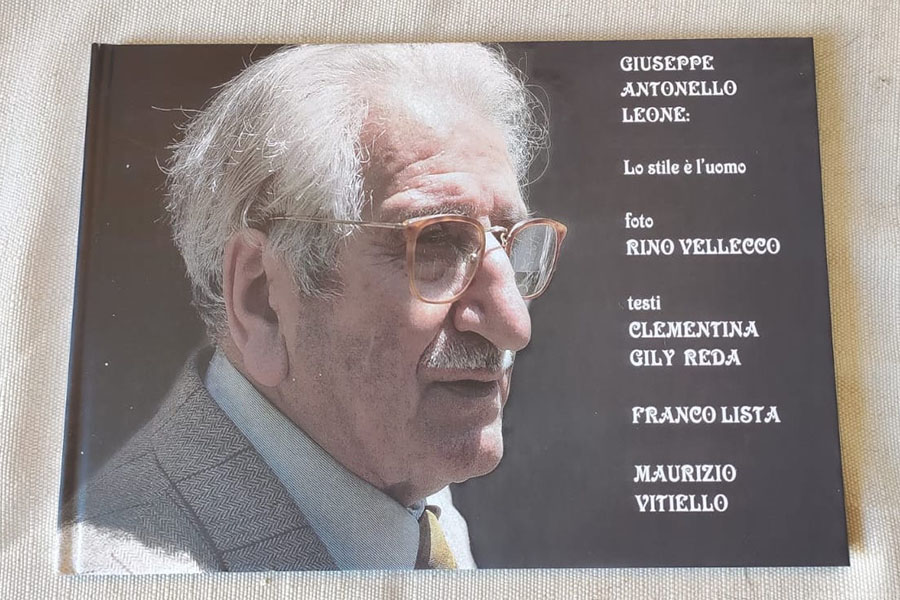 GIUSEPPE
ANTONELLO
LEONE:
Lo stile è l'uomo
foto
RINO VELLECCO
testi
CLEMENTINA
GILY REDA
FRANCO LISTA
MAURIZIO
VITIELLO